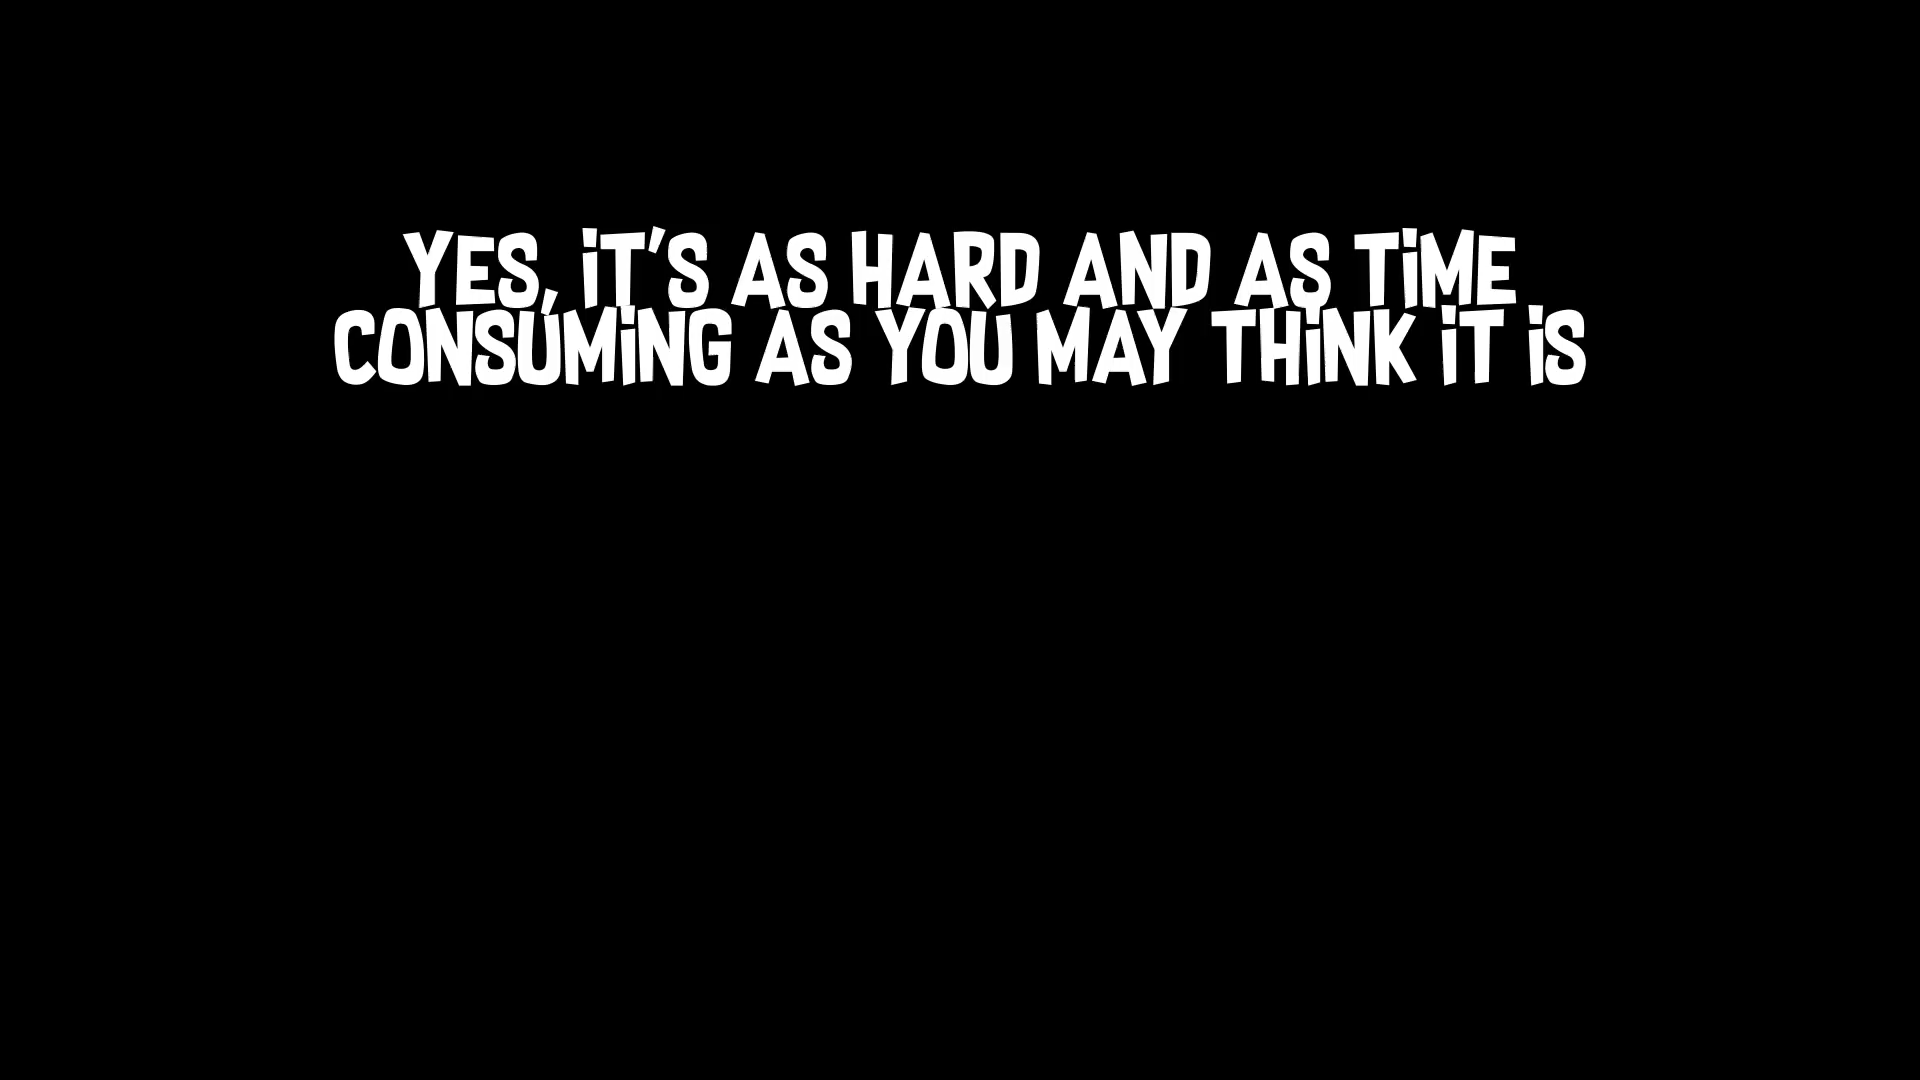 YES, iT'S AS HARD AND AS TiME
CONSUMiNG AS YOU MAY THiNK iT iS